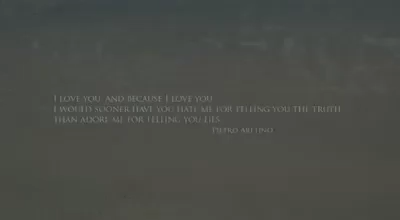 I LOVE YOU, AND BECAUSE I LOVE YOU
I WOULD SOONER HAVE YOU HATE ME FOR TELLING YOU THE TRUTH
THAN ADORE ME FOR TELLING YOU LIES
PIETRO ARETINO